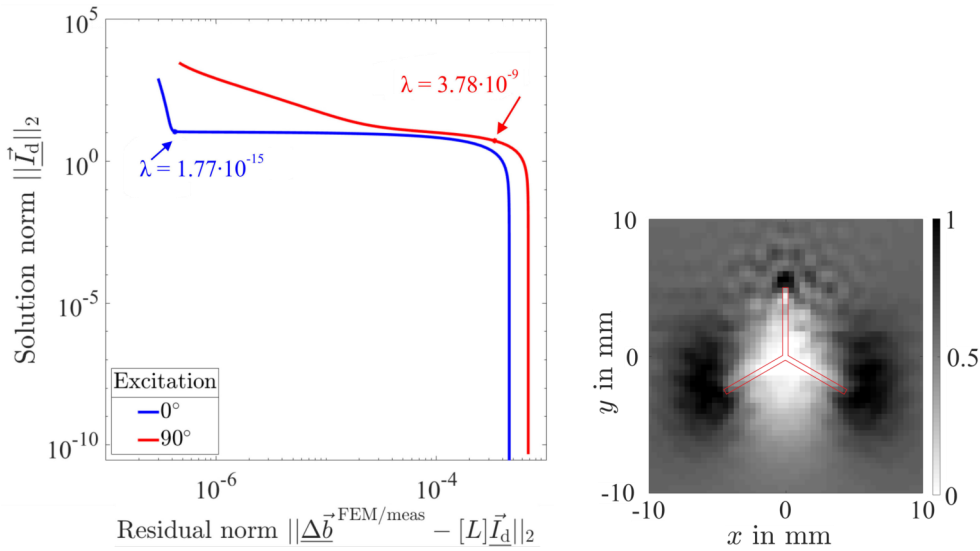 10^5
10^0
10^-5
10^-10
Solution norm ||I⃗_d||_2
λ = 3.78·10^-9
λ = 1.77·10^-15
Excitation
0°
90°
10^-6
10^-4
Residual norm ||Δb⃗^FEM/meas − [L]I⃗_d||_2
10
0
-10
y in mm
-10
0
10
x in mm
1
0.5
0